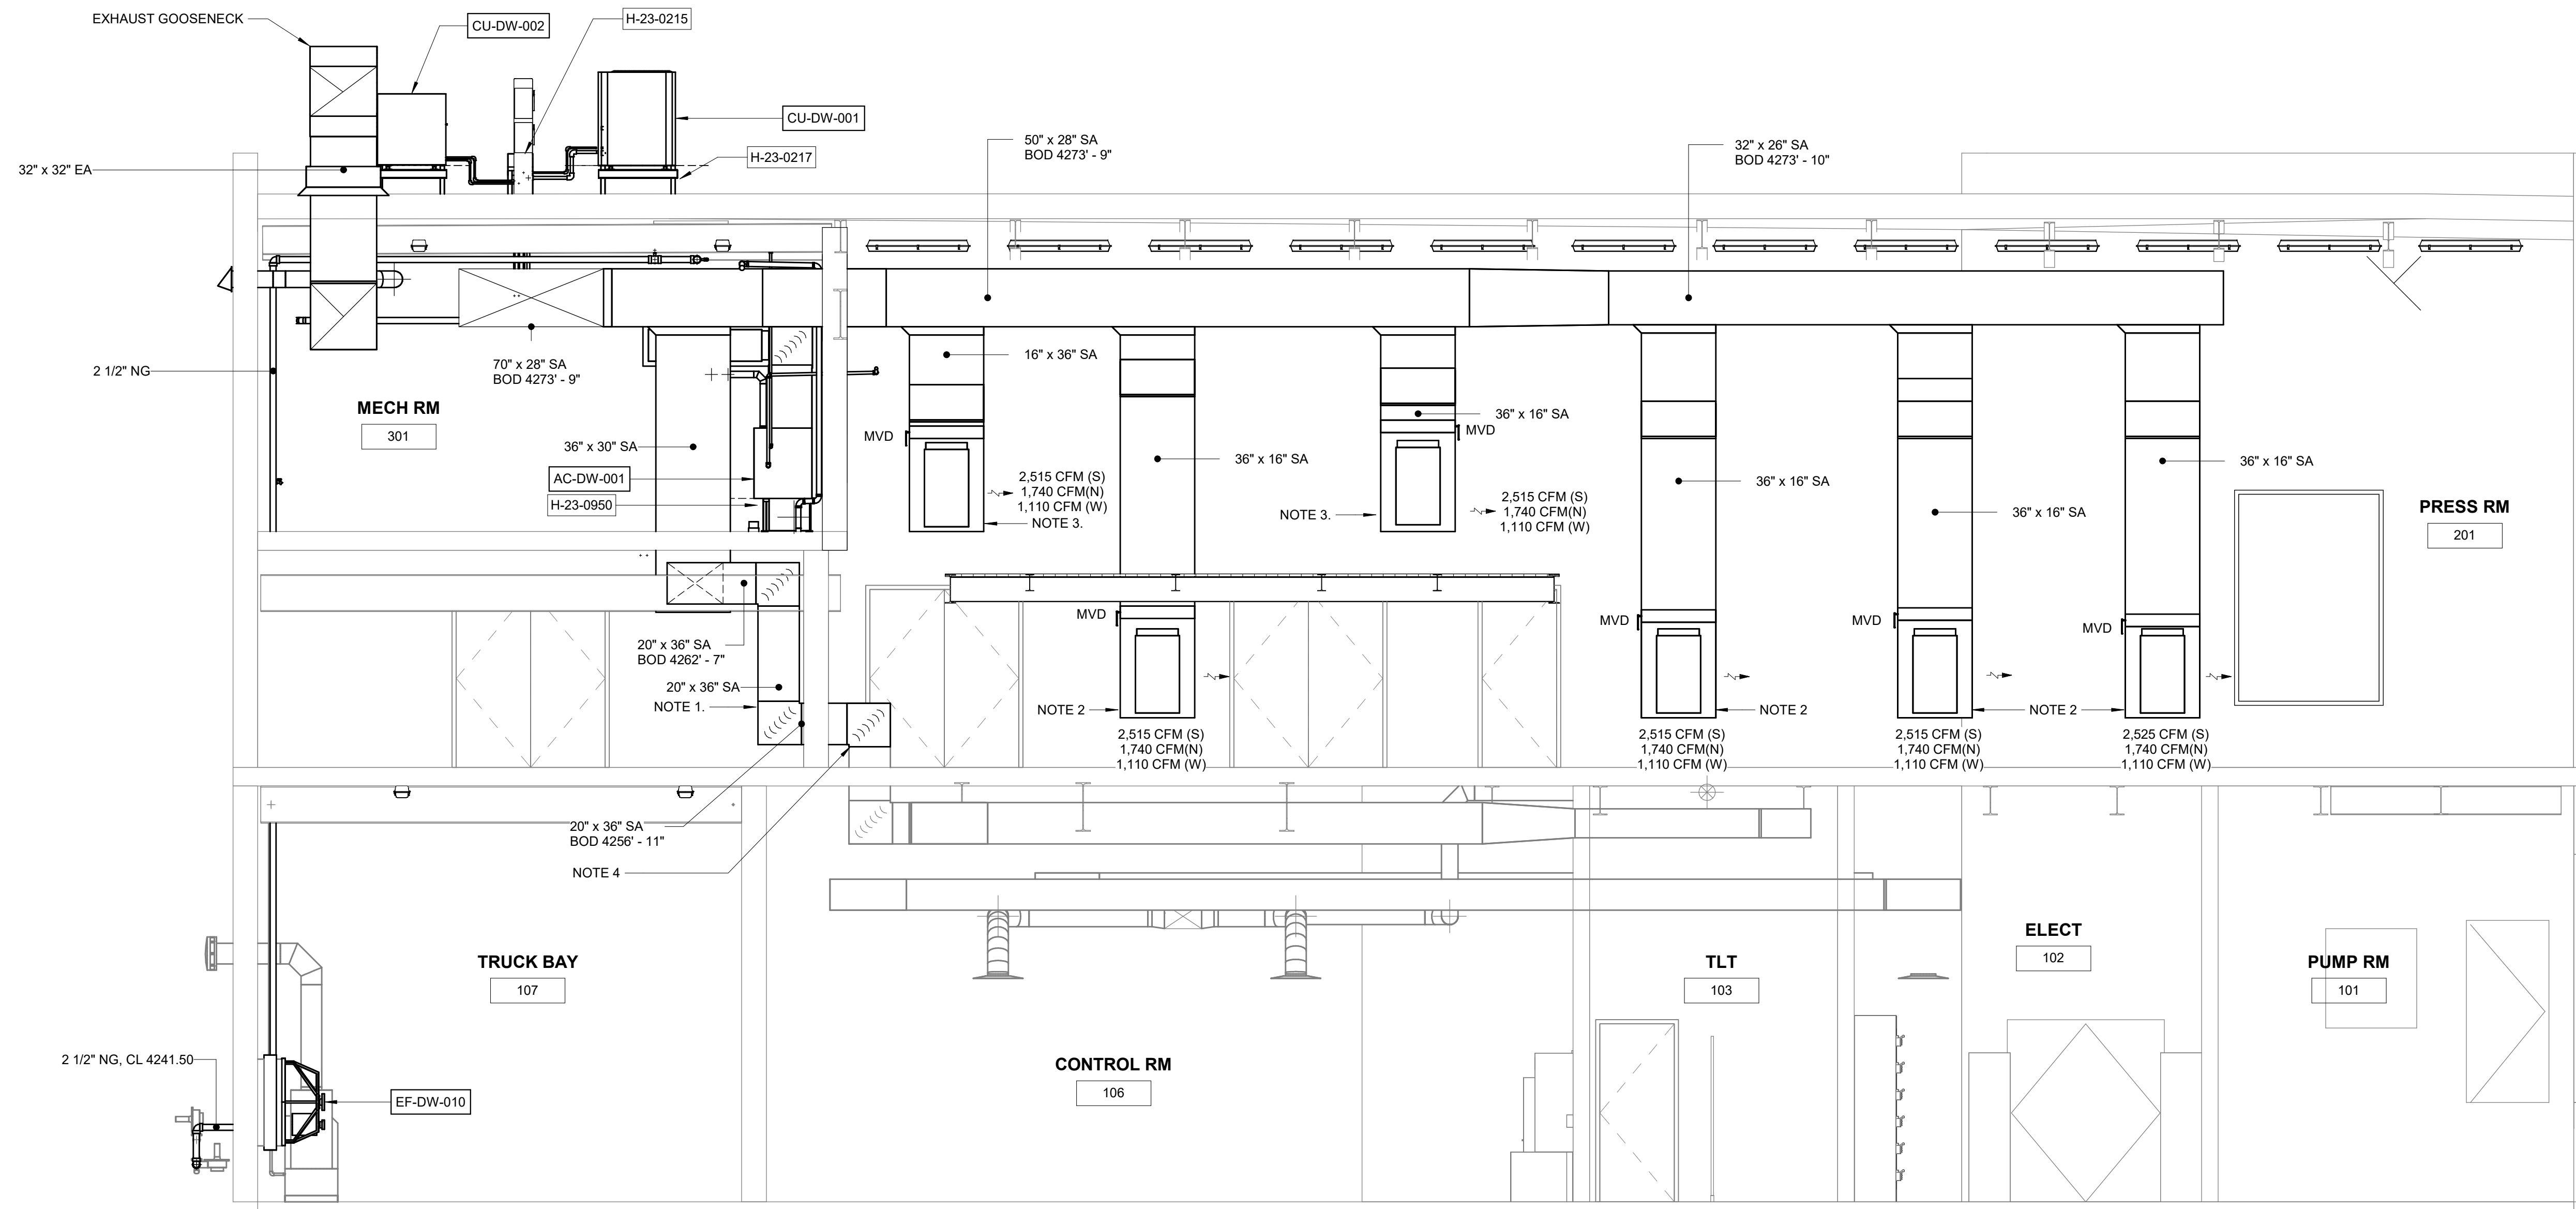 EXHAUST GOOSENECK
CU-DW-002
H-23-0215
CU-DW-001
H-23-0217
32" x 32" EA
50" x 28" SA
BOD 4273' - 9"
32" x 26" SA
BOD 4273' - 10"
2 1/2" NG
70" x 28" SA
BOD 4273' - 9"
MECH RM
301
36" x 30" SA
AC-DW-001
H-23-0950
16" x 36" SA
MVD
2,515 CFM (S)
1,740 CFM(N)
1,110 CFM (W)
NOTE 3.
36" x 16" SA
36" x 16" SA
MVD
NOTE 3.
2,515 CFM (S)
1,740 CFM(N)
1,110 CFM (W)
36" x 16" SA
36" x 16" SA
36" x 16" SA
PRESS RM
201
20" x 36" SA
BOD 4262' - 7"
20" x 36" SA
NOTE 1.
MVD
MVD
MVD
MVD
NOTE 2
NOTE 2
NOTE 2
2,515 CFM (S)
1,740 CFM(N)
1,110 CFM (W)
2,515 CFM (S)
1,740 CFM(N)
1,110 CFM (W)
2,515 CFM (S)
1,740 CFM(N)
1,110 CFM (W)
2,525 CFM (S)
1,740 CFM(N)
1,110 CFM (W)
20" x 36" SA
BOD 4256' - 11"
NOTE 4
TRUCK BAY
107
TLT
103
ELECT
102
PUMP RM
101
2 1/2" NG, CL 4241.50
EF-DW-010
CONTROL RM
106